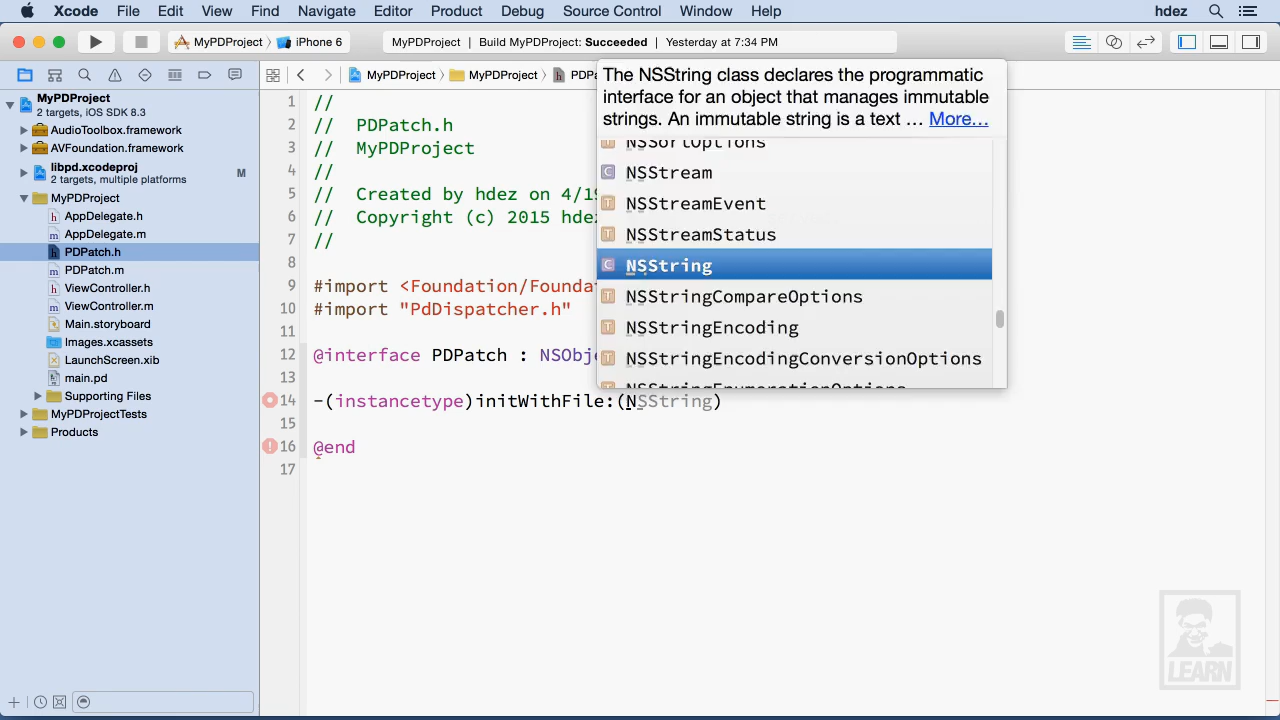 Xcode File Edit View Find Navigate Editor Product Debug Source Control Window Help hdez
MyPDProject iPhone 6 MyPDProject Build MyPDProject: Succeeded Yesterday at 7:34 PM
MyPDProject MyPDProject
MyPDProject
2 targets, iOS SDK 8.3
AudioToolbox.framework
AVFoundation.framework
libpd.xcodeproj M
2 targets, multiple platforms
MyPDProject
AppDelegate.h
AppDelegate.m
PDPatch.h
PDPatch.m
ViewController.h
ViewController.m
Main.storyboard
Images.xcassets
LaunchScreen.xib
main.pd
Supporting Files
MyPDProjectTests
Products
1 //
2 // PDPatch.h
3 // MyPDProject
4 //
5 // Created by hdez on 4/19
6 // Copyright (c) 2015 hdez
7 //
8
9 #import <Foundation/Founda
10 #import "PdDispatcher.h"
11
12 @interface PDPatch : NSObje
13
14 -(instancetype)initWithFile:(NSString)
15
16 @end
17
The NSString class declares the programmatic
interface for an object that manages immutable
strings. An immutable string is a text ... More...
NSSortOptions
NSStream
NSStreamEvent
NSStreamStatus
NSString
NSStringCompareOptions
NSStringEncoding
NSStringEncodingConversionOptions
NSStringEnumerationOptions
LEARN